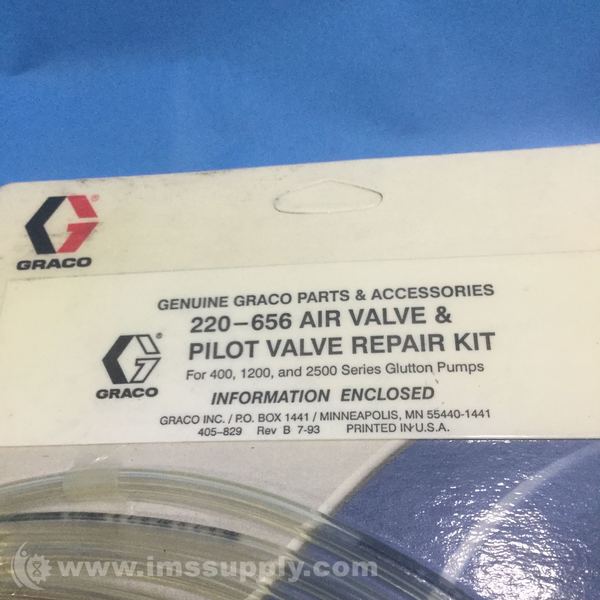 GRACO
GENUINE GRACO PARTS & ACCESSORIES
220-656 AIR VALVE &
PILOT VALVE REPAIR KIT
For 400, 1200, and 2500 Series Glutton Pumps
GRACO
INFORMATION ENCLOSED
GRACO INC. / P.O. BOX 1441 / MINNEAPOLIS, MN 55440-1441
405-829 Rev B 7-93 PRINTED IN U.S.A.
www.imssupply.com